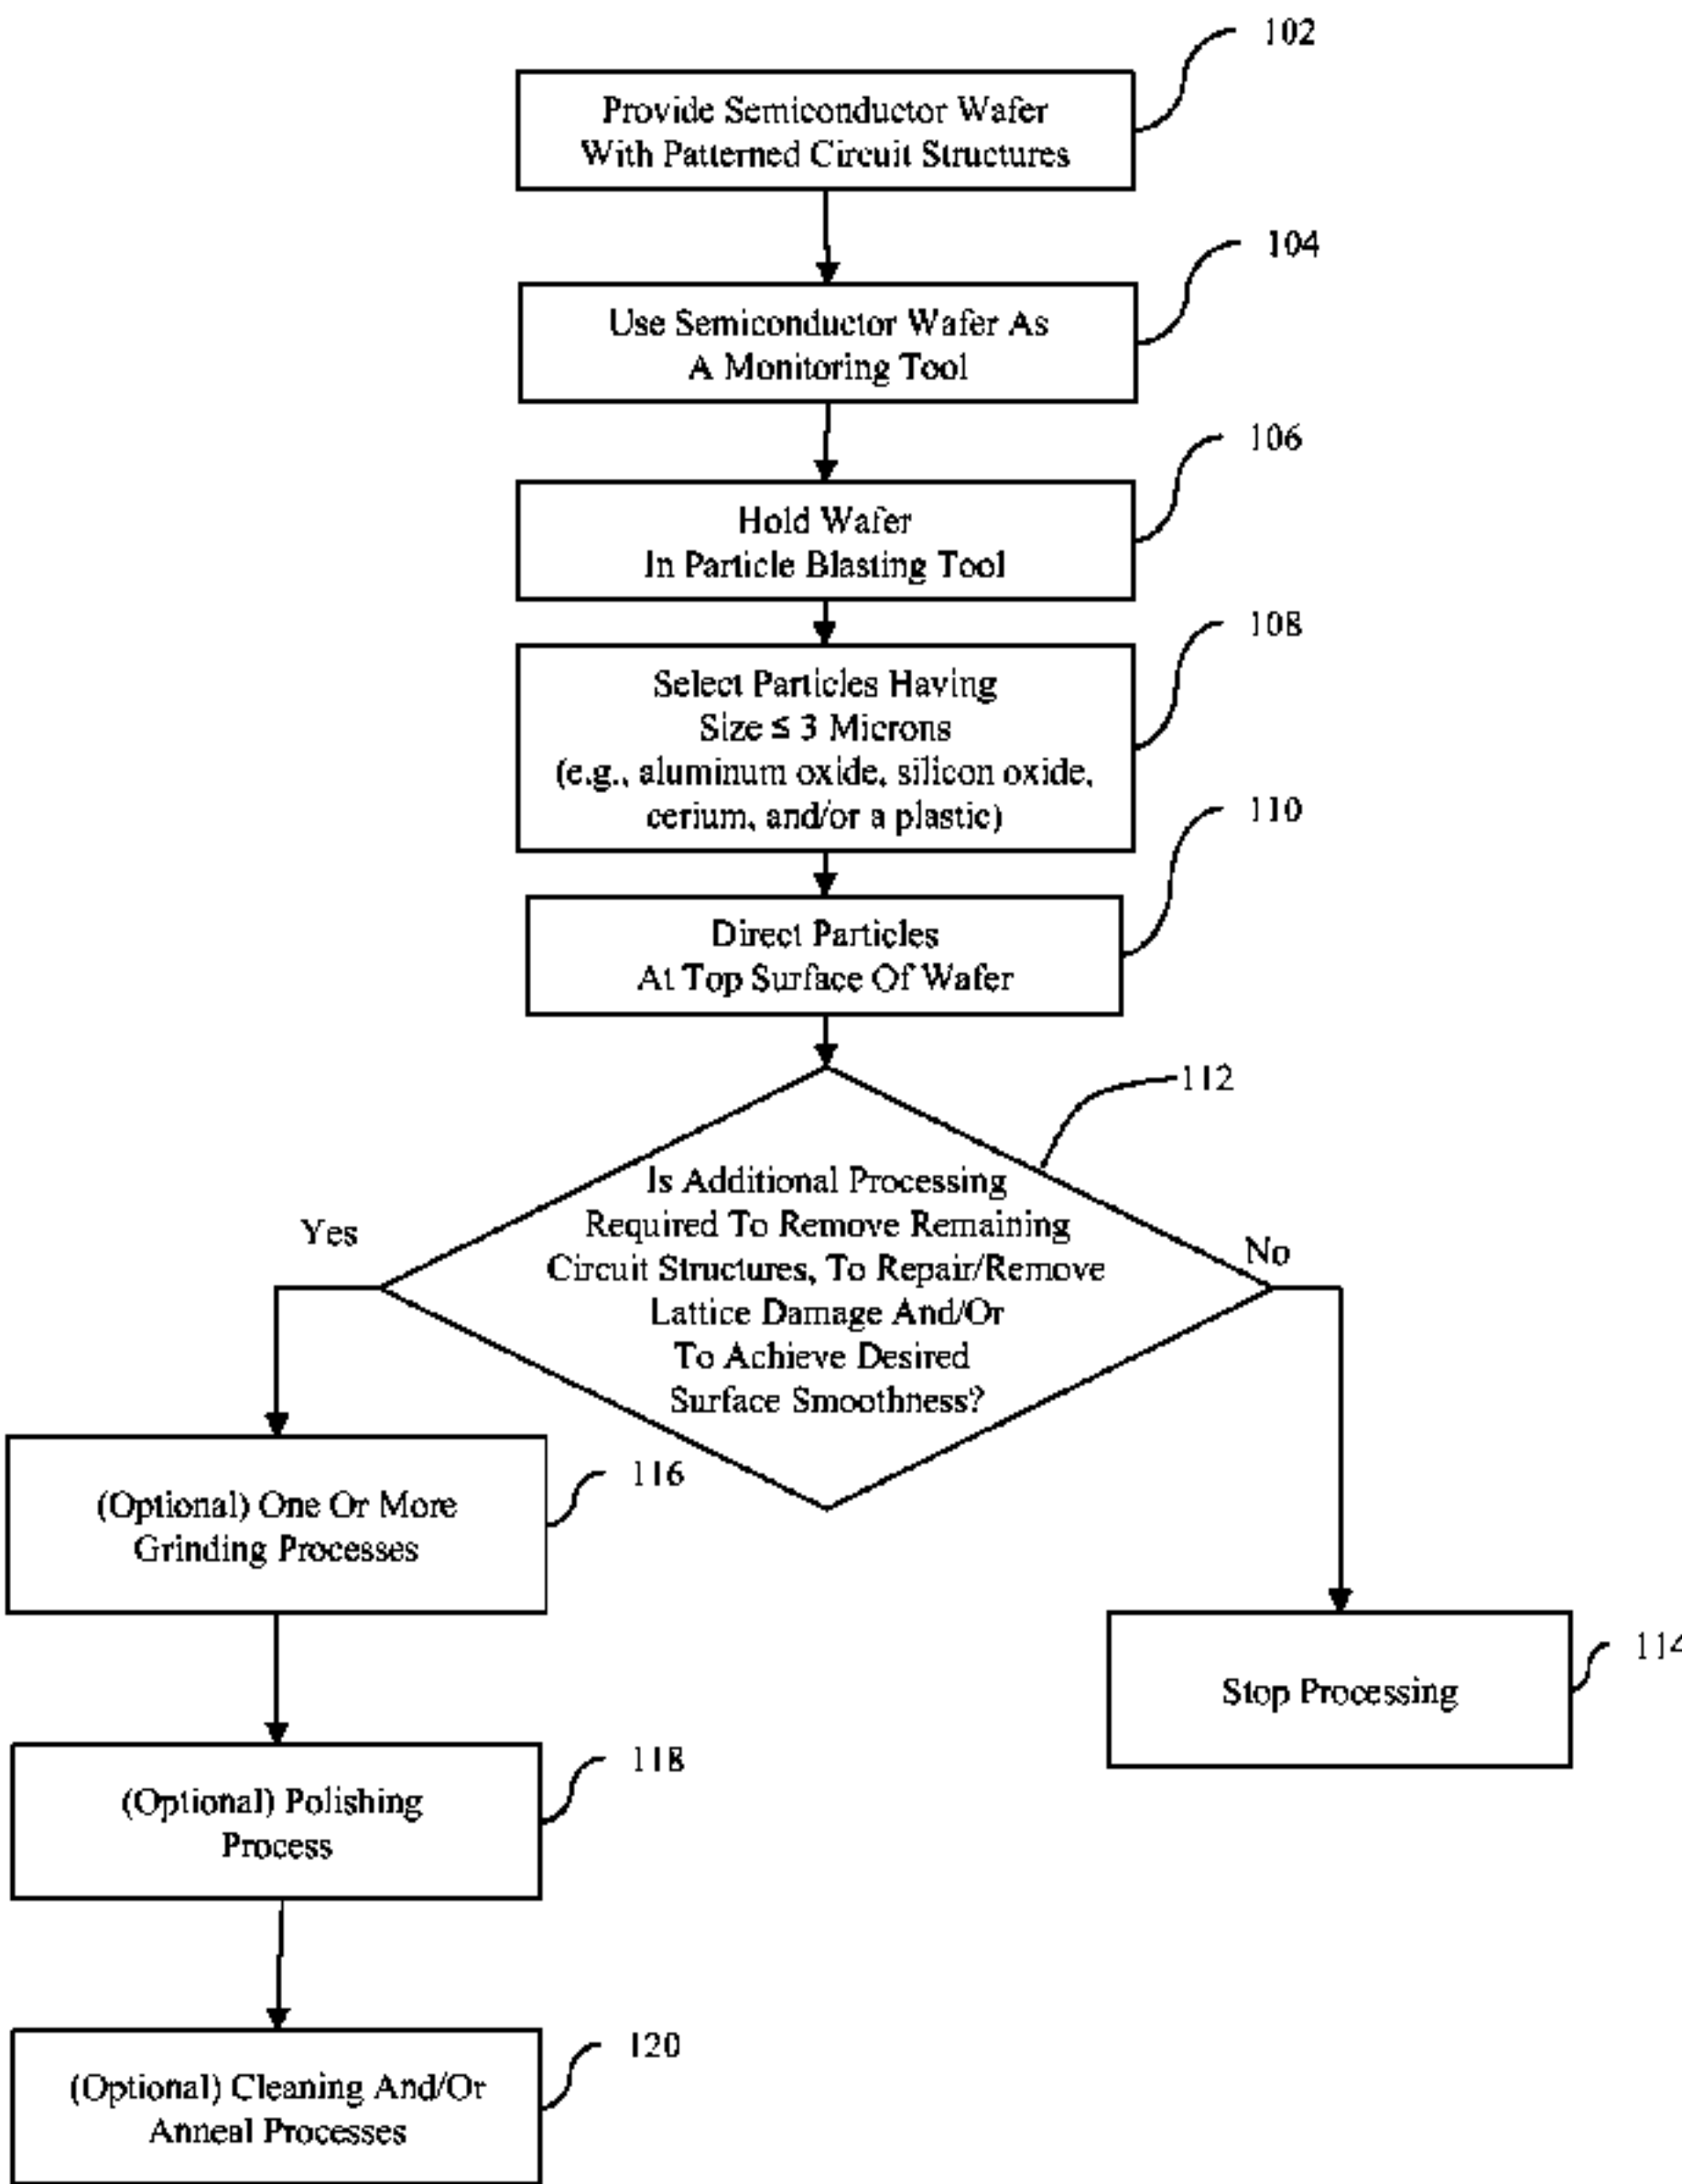 102
Provide Semiconductor Wafer
With Patterned Circuit Structures
104
Use Semiconductor Wafer As
A Monitoring Tool
106
Hold Wafer
In Particle Blasting Tool
108
Select Particles Having
Size ≤ 3 Microns
(e.g., aluminum oxide, silicon oxide,
cerium, and/or a plastic)
110
Direct Particles
At Top Surface Of Wafer
112
Is Additional Processing
Required To Remove Remaining
Circuit Structures, To Repair/Remove
Lattice Damage And/Or
To Achieve Desired
Surface Smoothness?
Yes
No
116
(Optional) One Or More
Grinding Processes
114
Stop Processing
118
(Optional) Polishing
Process
120
(Optional) Cleaning And/Or
Anneal Processes